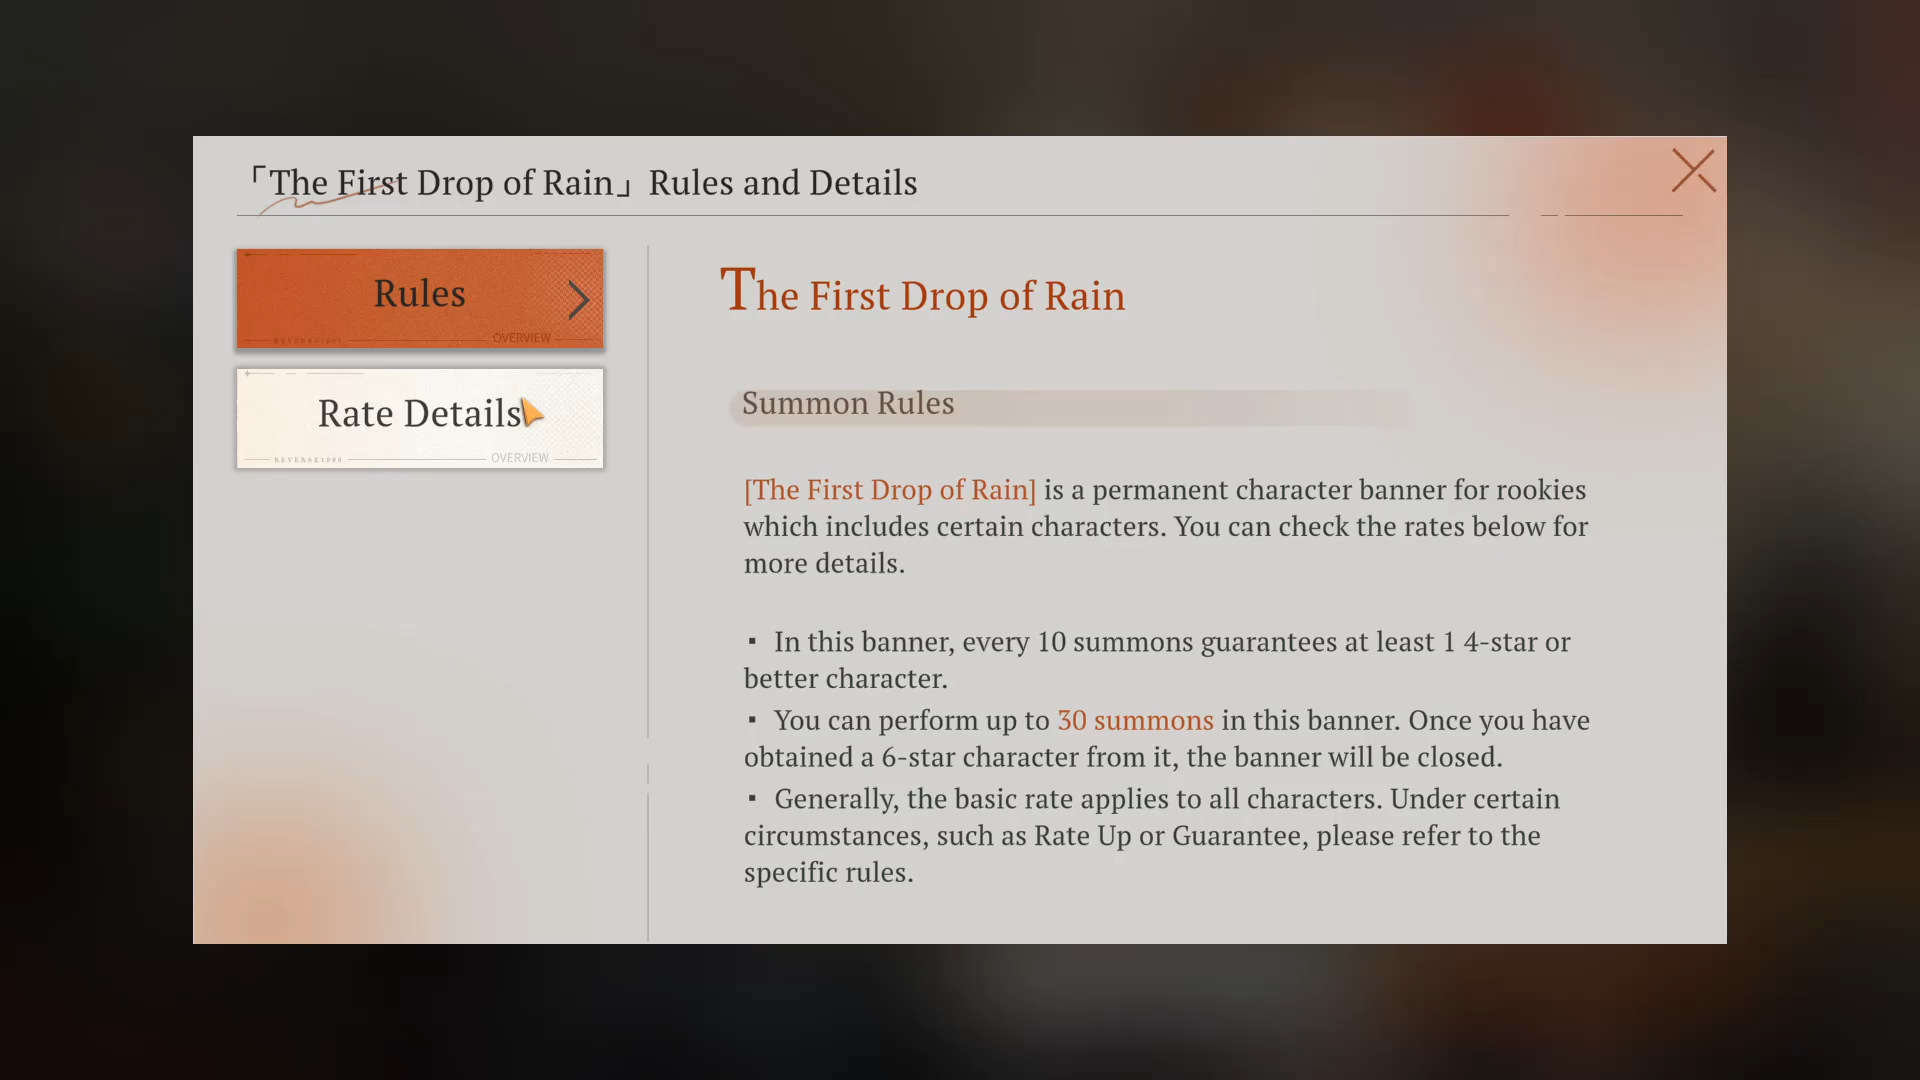 「The First Drop of Rain」 Rules and Details
Rules
REVERSE1999
OVERVIEW
Rate Details
REVERSE1999
OVERVIEW
The First Drop of Rain
Summon Rules
[The First Drop of Rain] is a permanent character banner for rookies
which includes certain characters. You can check the rates below for
more details.
▪ In this banner, every 10 summons guarantees at least 1 4-star or
better character.
▪ You can perform up to 30 summons in this banner. Once you have
obtained a 6-star character from it, the banner will be closed.
▪ Generally, the basic rate applies to all characters. Under certain
circumstances, such as Rate Up or Guarantee, please refer to the
specific rules.